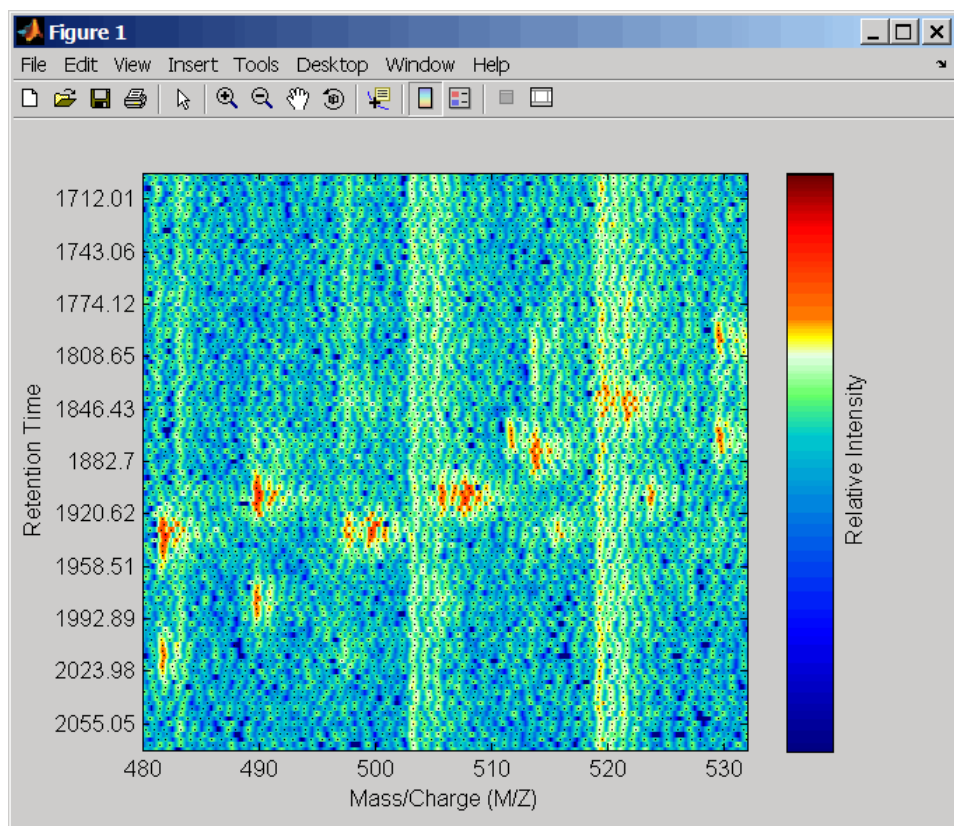 Figure 1
File Edit View Insert Tools Desktop Window Help
1712.01
1743.06
1774.12
1808.65
1846.43
1882.7
1920.62
1958.51
1992.89
2023.98
2055.05
Retention Time
480 490 500 510 520 530
Mass/Charge (M/Z)
Relative Intensity